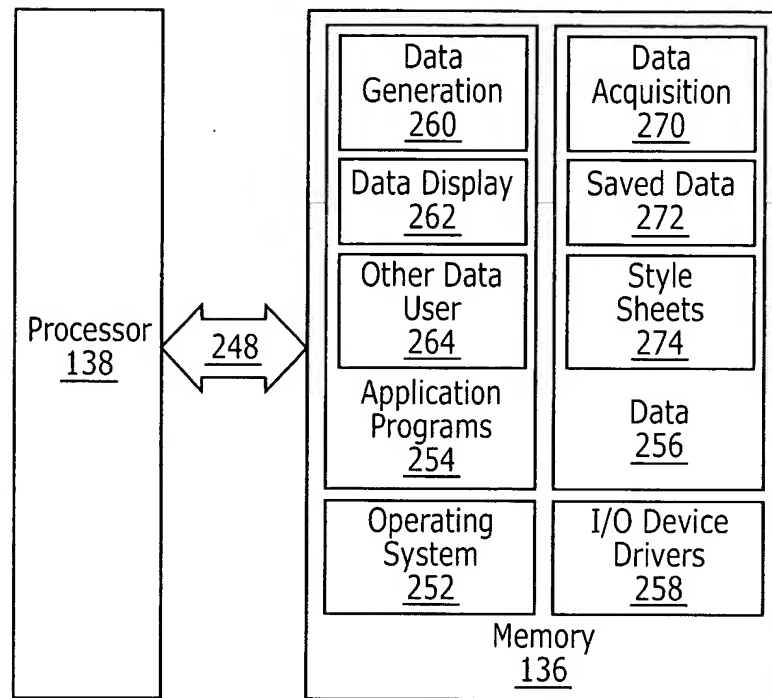 Processor
138
248
Data
Generation
260
Data Display
262
Other Data
User
264
Application
Programs
254
Data
Acquisition
270
Saved Data
272
Style
Sheets
274
Data
256
Operating
System
252
I/O Device
Drivers
258
Memory
136